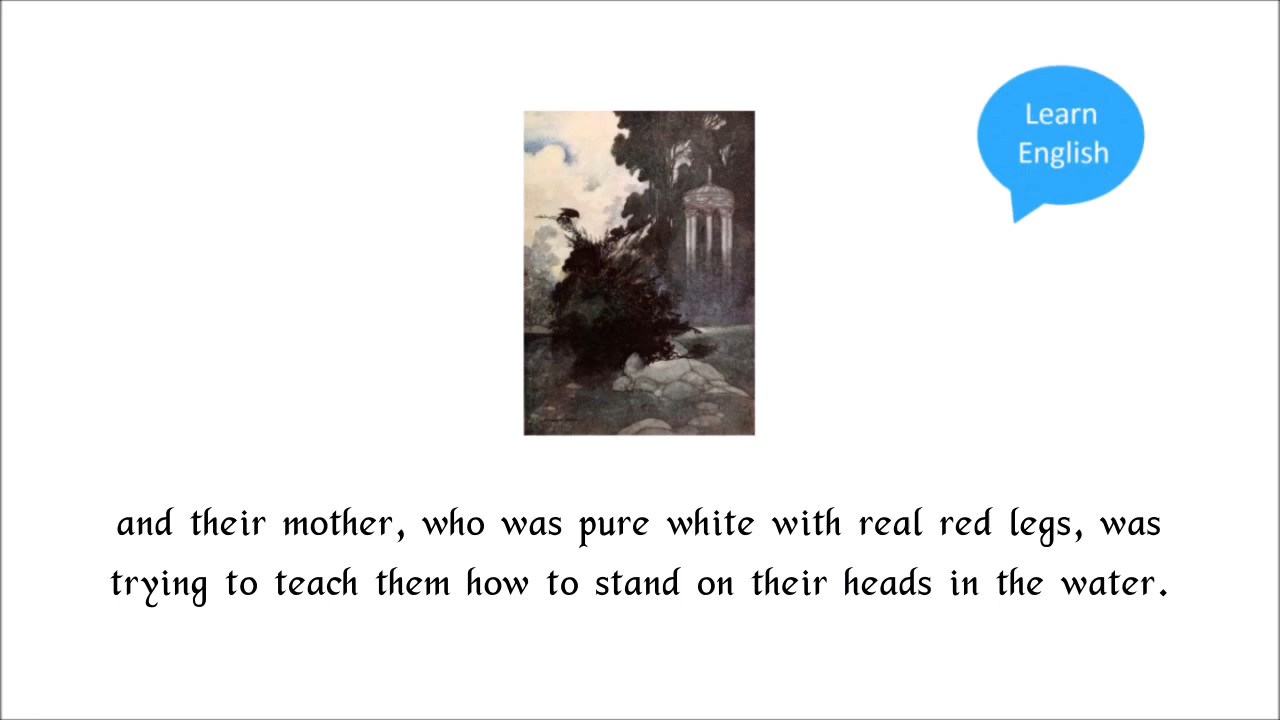 Learn
English
and their mother, who was pure white with real red legs, was
trying to teach them how to stand on their heads in the water.